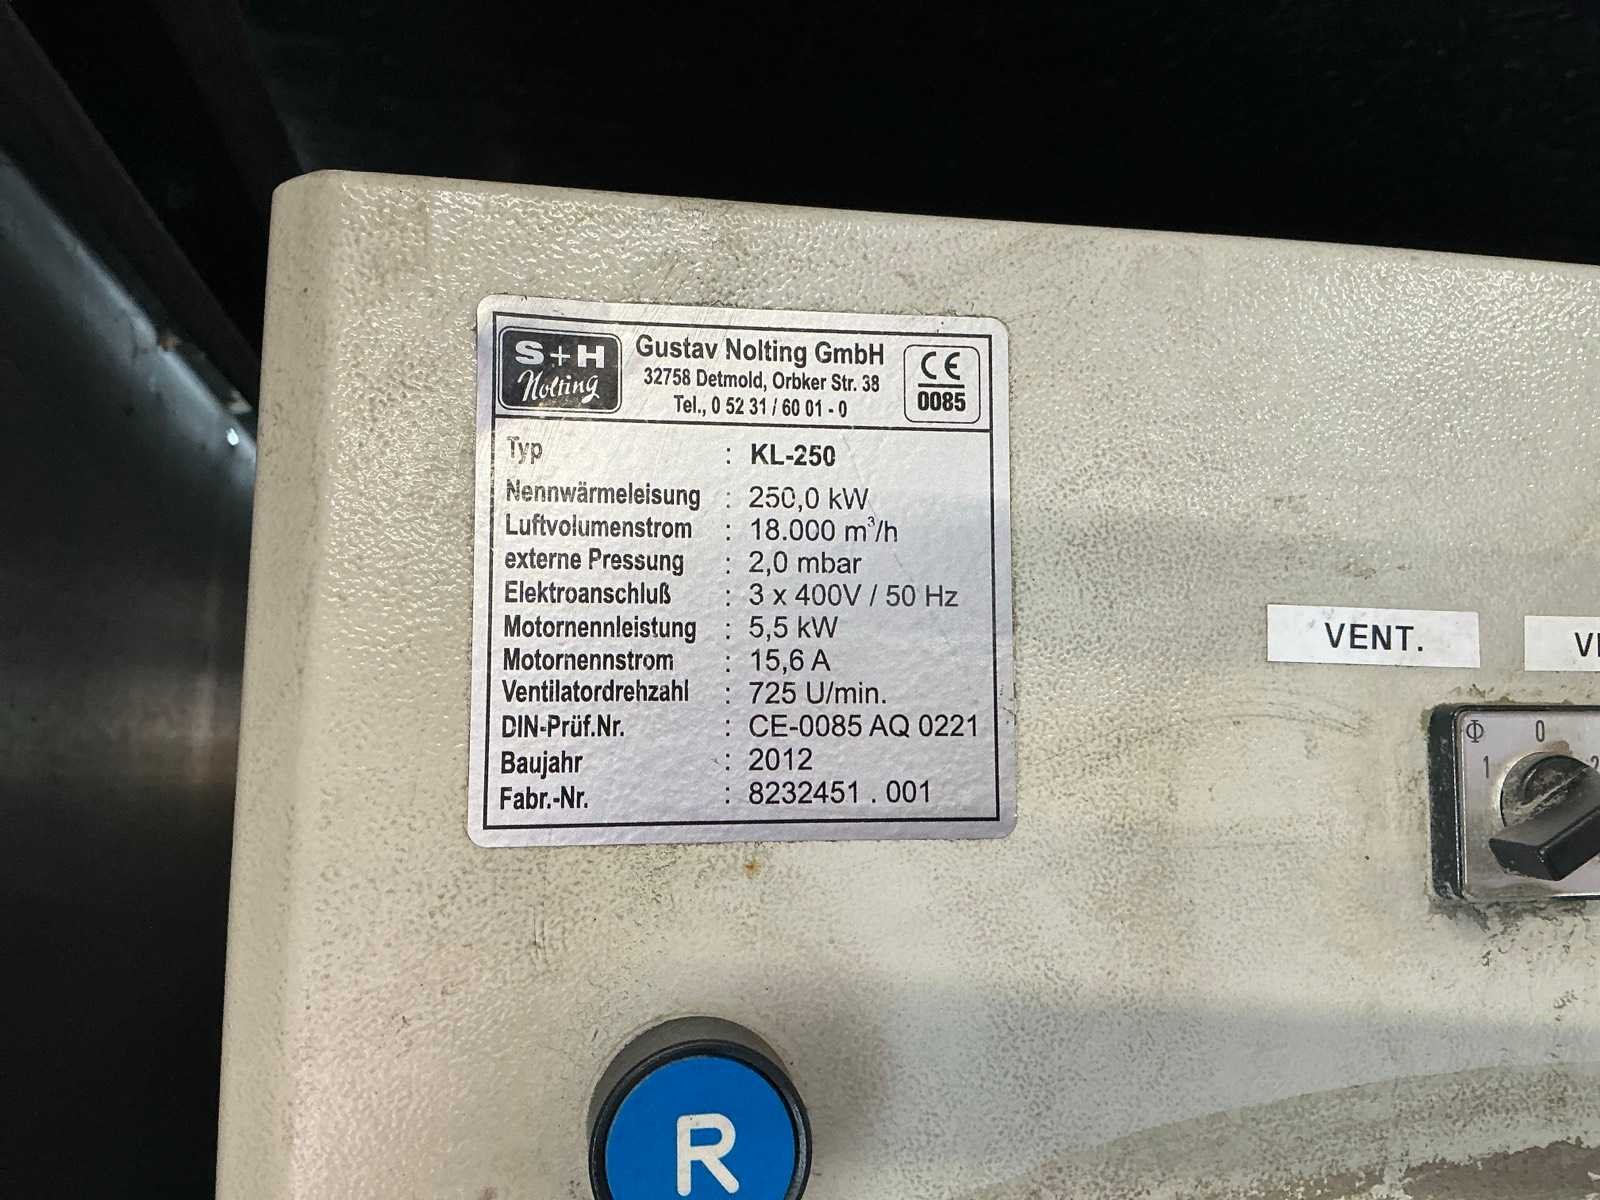 S+H
Nolting
Gustav Nolting GmbH
32758 Detmold, Orbker Str. 38
Tel., 0 52 31 / 60 01 - 0
CE
0085
Typ : KL-250
Nennwärmeleisung : 250,0 kW
Luftvolumenstrom : 18.000 m³/h
externe Pressung : 2,0 mbar
Elektroanschluß : 3 x 400V / 50 Hz
Motornennleistung : 5,5 kW
Motornennstrom : 15,6 A
Ventilatordrehzahl : 725 U/min.
DIN-Prüf.Nr. : CE-0085 AQ 0221
Baujahr : 2012
Fabr.-Nr. : 8232451 . 001
VENT.
0
1
2
R